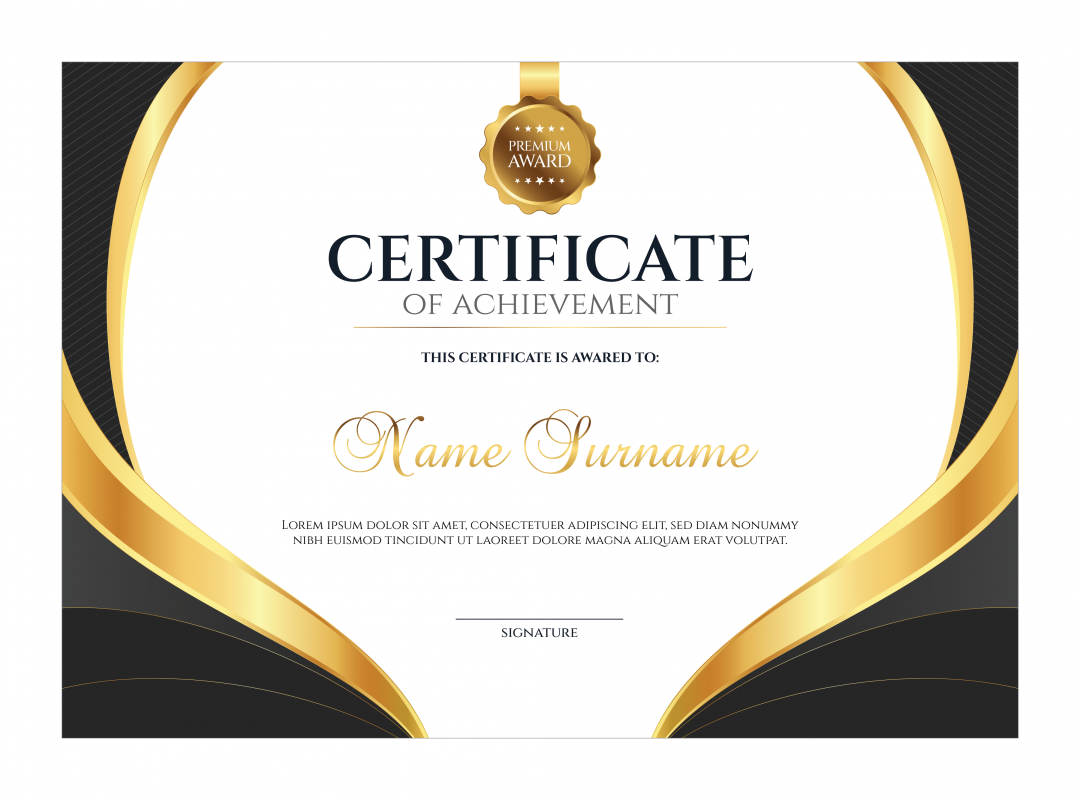 PREMIUM
AWARD
CERTIFICATE
OF ACHIEVEMENT
THIS CERTIFICATE IS AWARED TO:
Name Surname
Lorem ipsum dolor sit amet, consectetuer adipiscing elit, sed diam nonummy
nibh euismod tincidunt ut laoreet dolore magna aliquam erat volutpat.
SIGNATURE